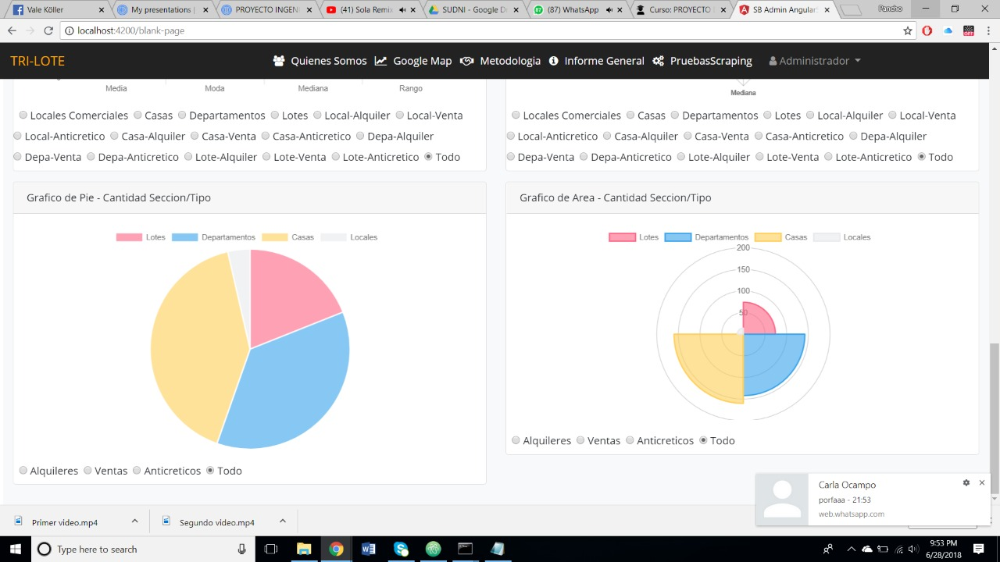 Vale Köller
My presentations |
PROYECTO INGENI
(41) Sola Remix
SUDNI - Google D
(87) WhatsApp
Curso: PROYECTO
SB Admin Angular
Pancho
localhost:4200/blank-page
TRI-LOTE
Quienes Somos
Google Map
Metodologia
Informe General
PruebasScraping
Administrador
Media
Moda
Mediana
Rango
Mediana
Locales Comerciales Casas Departamentos Lotes Local-Alquiler Local-Venta
Local-Anticretico Casa-Alquiler Casa-Venta Casa-Anticretico Depa-Alquiler
Depa-Venta Depa-Anticretico Lote-Alquiler Lote-Venta Lote-Anticretico Todo
Locales Comerciales Casas Departamentos Lotes Local-Alquiler Local-Venta
Local-Anticretico Casa-Alquiler Casa-Venta Casa-Anticretico Depa-Alquiler
Depa-Venta Depa-Anticretico Lote-Alquiler Lote-Venta Lote-Anticretico Todo
Grafico de Pie - Cantidad Seccion/Tipo
Lotes Departamentos Casas Locales
Alquileres Ventas Anticreticos Todo
Grafico de Area - Cantidad Seccion/Tipo
Lotes Departamentos Casas Locales
200
150
100
50
Alquileres Ventas Anticreticos Todo
Carla Ocampo
porfaaa - 21:53
web.whatsapp.com
Primer video.mp4
Segundo video.mp4
Type here to search
9:53 PM
6/28/2018